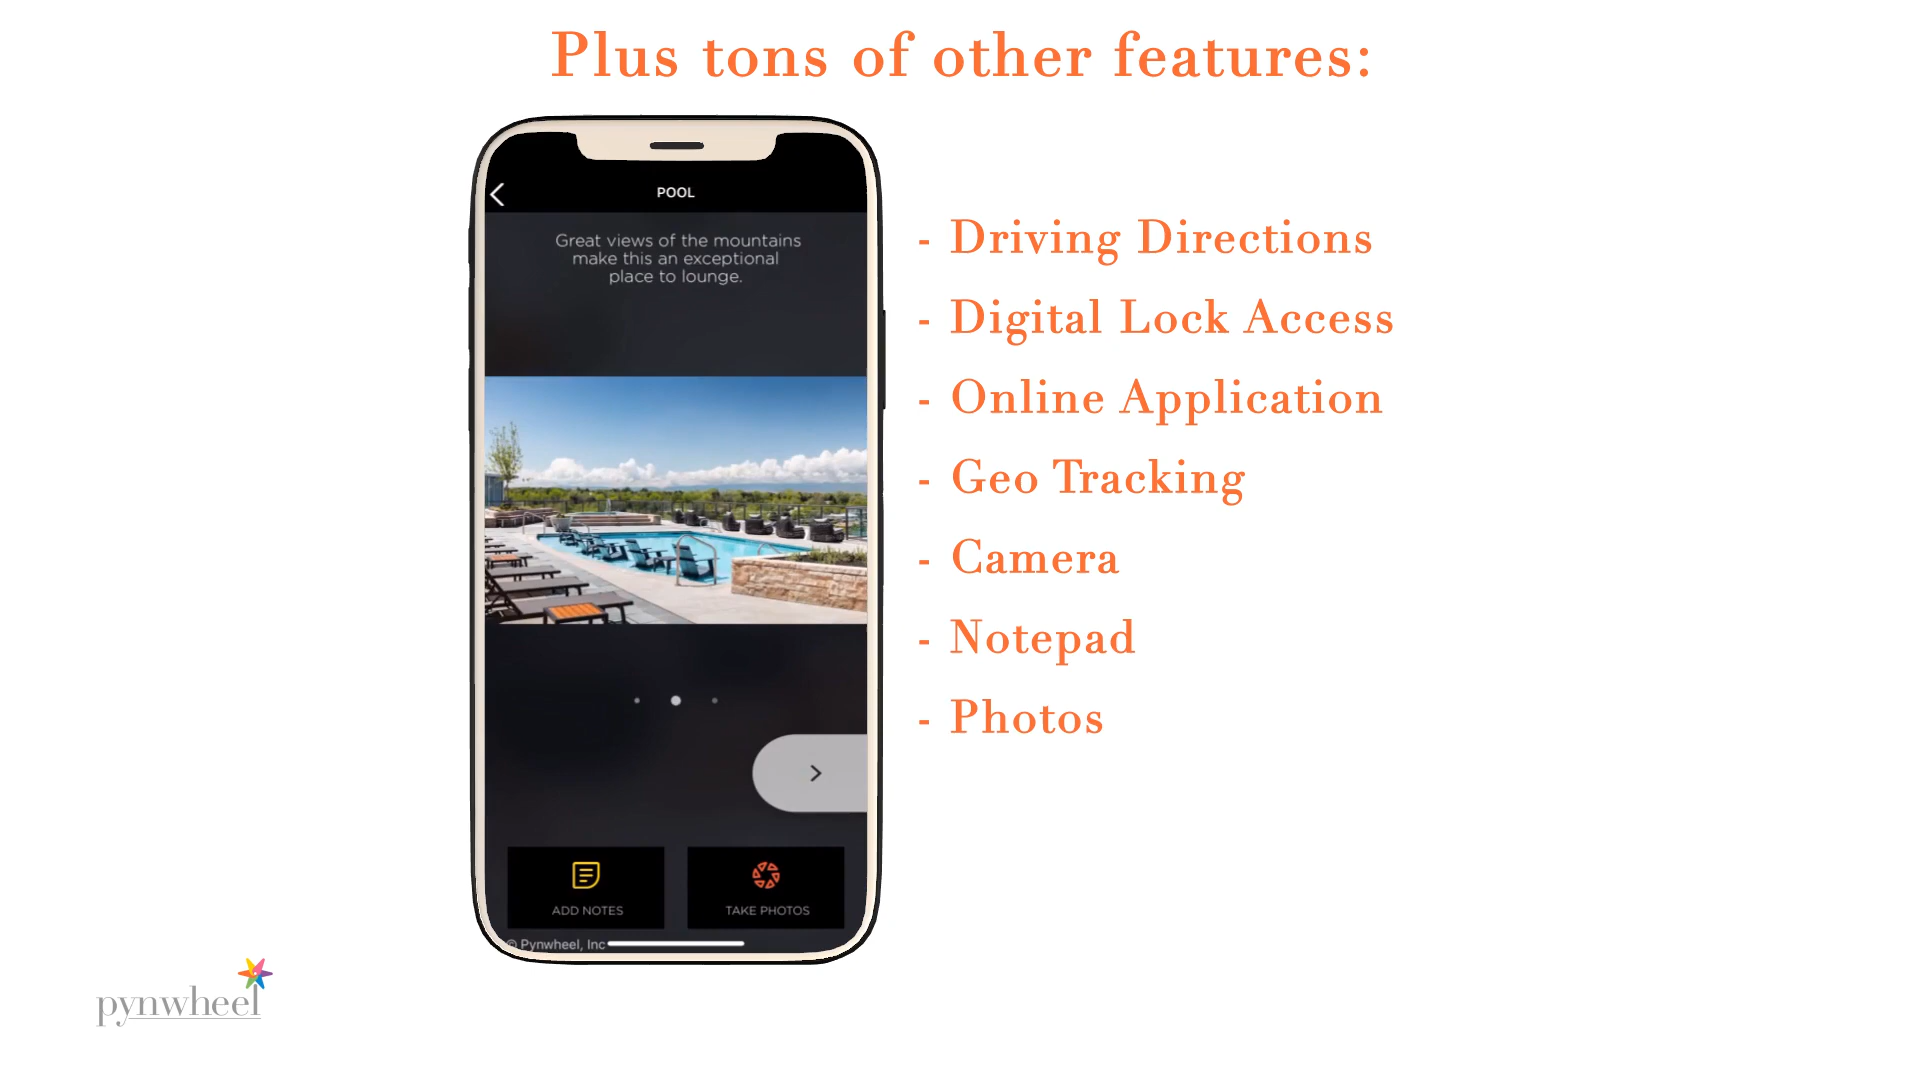 Plus tons of other features:
POOL
Great views of the mountains
make this an exceptional
place to lounge.
ADD NOTES
TAKE PHOTOS
© Pynwheel, Inc
- Driving Directions
- Digital Lock Access
- Online Application
- Geo Tracking
- Camera
- Notepad
- Photos
pynwheel